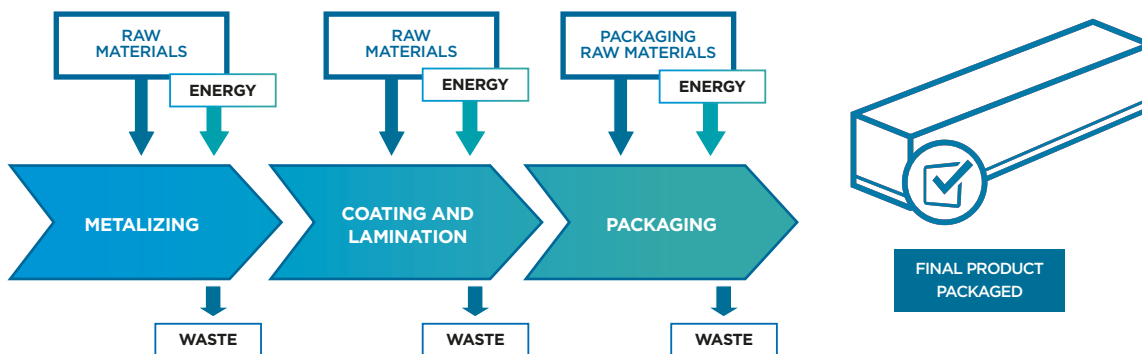 RAW
MATERIALS
ENERGY
RAW
MATERIALS
ENERGY
PACKAGING
RAW MATERIALS
ENERGY
METALIZING
COATING AND
LAMINATION
PACKAGING
WASTE
WASTE
WASTE
FINAL PRODUCT
PACKAGED